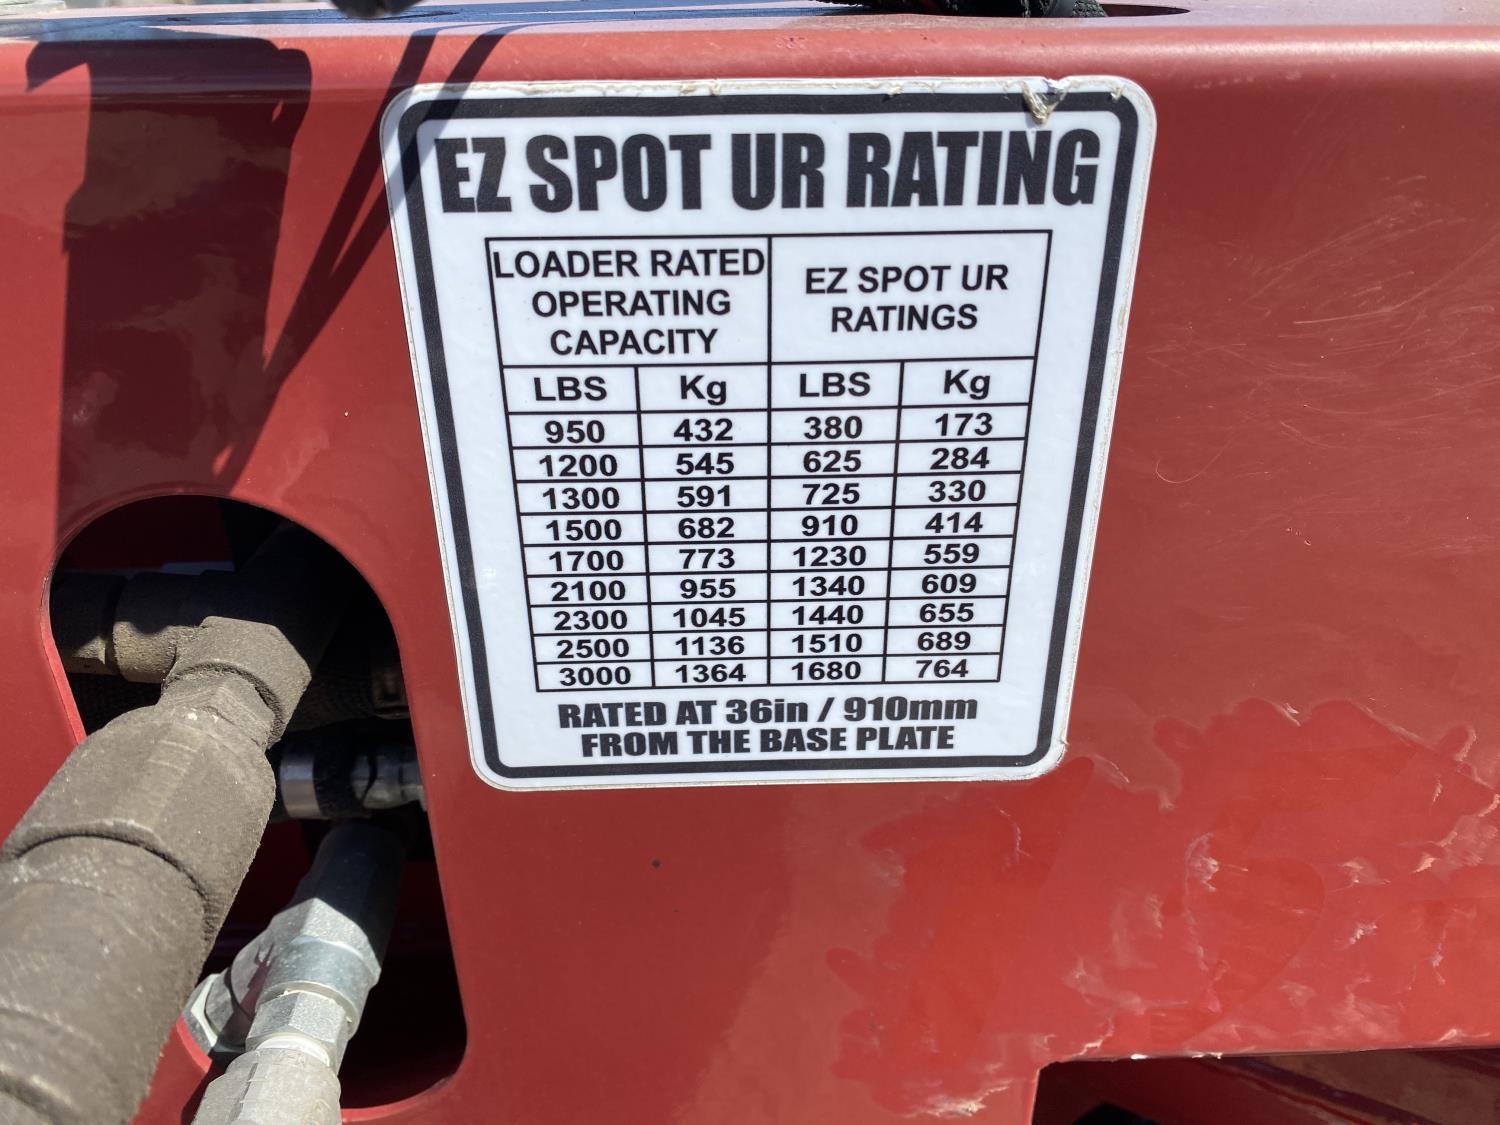 EZ SPOT UR RATING
LOADER RATED
OPERATING
CAPACITY
EZ SPOT UR
RATINGS
LBS Kg LBS Kg
950 432 380 173
1200 545 625 284
1300 591 725 330
1500 682 910 414
1700 773 1230 559
2100 955 1340 609
2300 1045 1440 655
2500 1136 1510 689
3000 1364 1680 764
RATED AT 36in / 910mm
FROM THE BASE PLATE